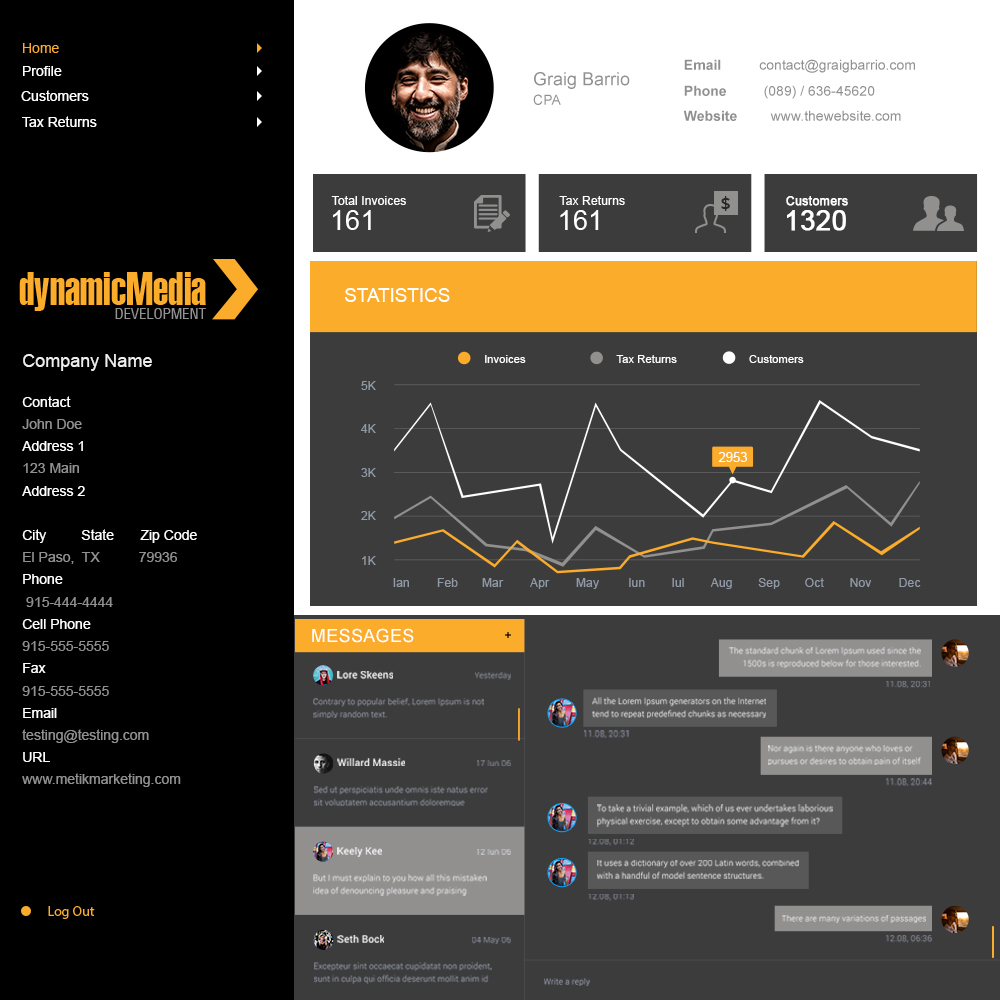 Home
Profile
Customers
Tax Returns
dynamicMedia
DEVELOPMENT
Company Name
Contact
John Doe
Address 1
123 Main
Address 2
City State Zip Code
El Paso, TX 79936
Phone
915-444-4444
Cell Phone
915-555-5555
Fax
915-555-5555
Email
testing@testing.com
URL
www.metikmarketing.com
Log Out
Graig Barrio
CPA
Email contact@graigbarrio.com
Phone (089) / 636-45620
Website www.thewebsite.com
Total Invoices
161
Tax Returns
161
$
Customers
1320
STATISTICS
Invoices Tax Returns Customers
5K
4K
3K
2K
1K
2953
Ian Feb Mar Apr May Iun Iul Aug Sep Oct Nov Dec
MESSAGES +
Lore Skeens Yesterday
Contrary to popular belief, Lorem Ipsum is not
simply random text.
Willard Massie 17 Iun 06
Sed ut perspiciatis unde omnis iste natus error
sit voluptatem accusantium doloremoue
Keely Kee 12 Iun 06
But I must explain to you how all this mistaken
idea of denouncing pleasure and praising
Seth Bock 04 May 06
Excepteur sint occaecat cupidatat non proident,
sunt in culpa qui officia deserunt mollit anim id
The standard chunk of Lorem Ipsum used since the
1500s is reproduced below for those interested.
11.08, 20:31
All the Lorem Ipsum generators on the Internet
tend to repeat predefined chunks as necessary
11.08, 20:31
Nor again is there anyone who loves or
pursues or desires to obtain pain of itself
11.08, 20:44
To take a trivial example, which of us ever undertakes laborious
physical exercise, except to obtain some advantage from it?
12.08, 01:12
It uses a dictionary of over 200 Latin words, combined
with a handful of model sentence structures.
12.08, 01:13
There are many variations of passages
12.08, 06:36
Write a reply